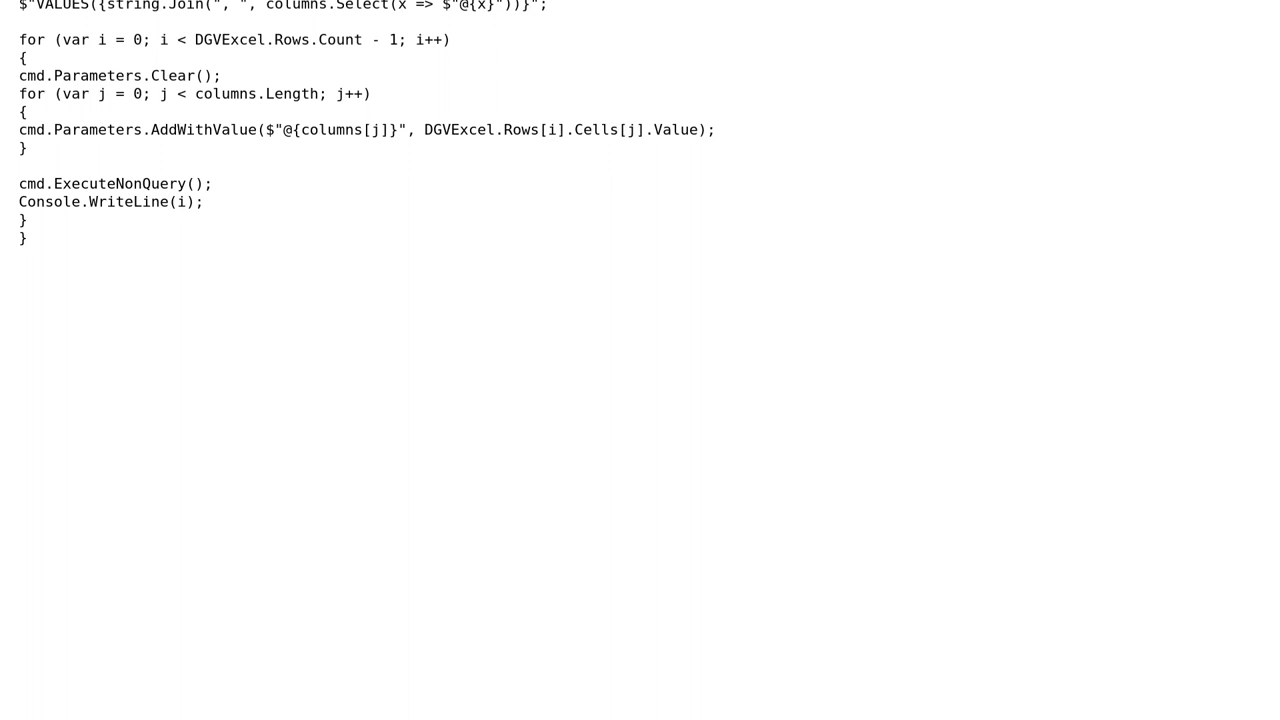 $"VALUES({string.Join(", ", columns.Select(x => $"@{x}"))}";
for (var i = 0; i < DGVExcel.Rows.Count - 1; i++)
{
cmd.Parameters.Clear();
for (var j = 0; j < columns.Length; j++)
{
cmd.Parameters.AddWithValue($"@{columns[j]}", DGVExcel.Rows[i].Cells[j].Value);
}
cmd.ExecuteNonQuery();
Console.WriteLine(i);
}
}